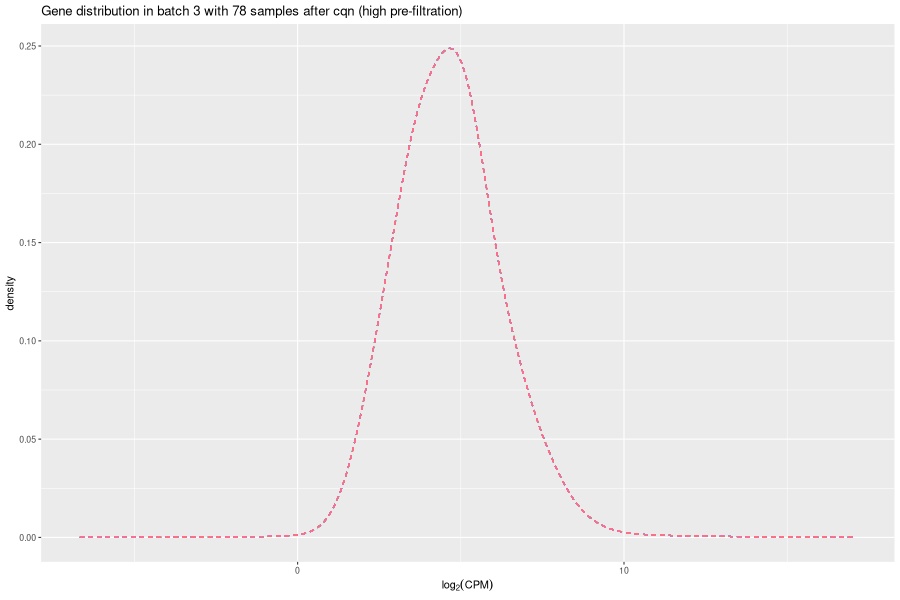 Gene distribution in batch 3 with 78 samples after cqn (high pre-filtration)
0.25
0.20
0.15
0.10
0.05
0.00
density
0 10
log₂(CPM)